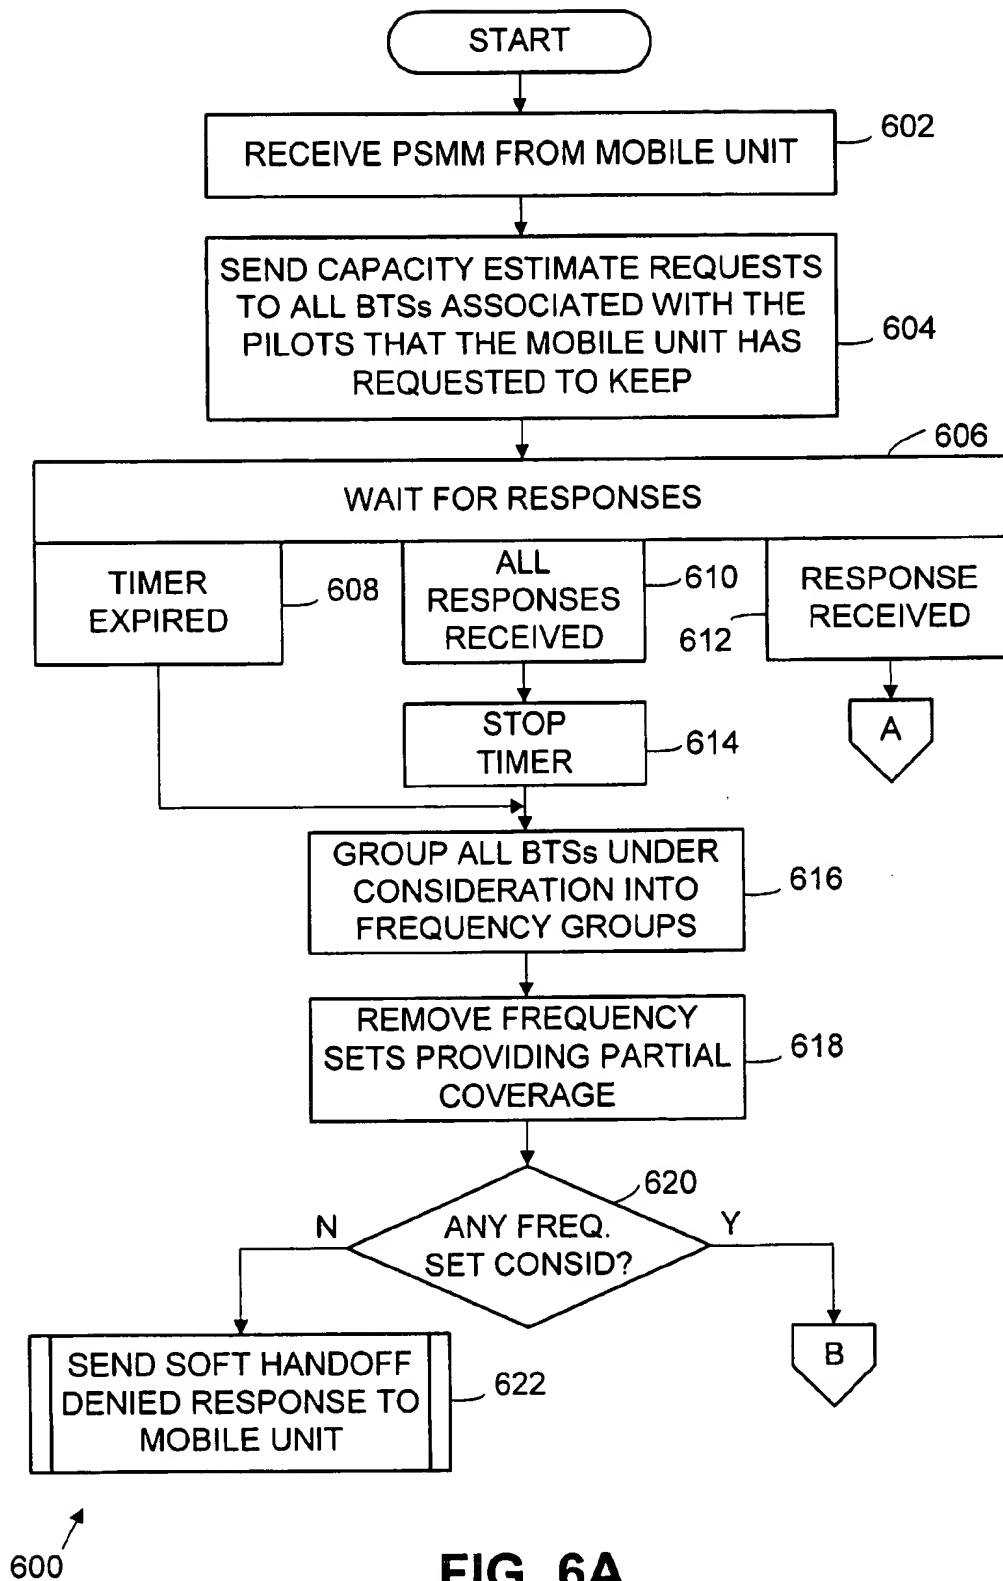 START
RECEIVE PSMM FROM MOBILE UNIT
602
SEND CAPACITY ESTIMATE REQUESTS
TO ALL BTSs ASSOCIATED WITH THE
PILOTS THAT THE MOBILE UNIT HAS
REQUESTED TO KEEP
604
606
WAIT FOR RESPONSES
TIMER
EXPIRED
608
ALL
RESPONSES
RECEIVED
610
612
RESPONSE
RECEIVED
STOP
TIMER
614
A
GROUP ALL BTSs UNDER
CONSIDERATION INTO
FREQUENCY GROUPS
616
REMOVE FREQUENCY
SETS PROVIDING PARTIAL
COVERAGE
618
620
N
ANY FREQ.
SET CONSID?
Y
SEND SOFT HANDOFF
DENIED RESPONSE TO
MOBILE UNIT
622
B
600
FIG. 6A